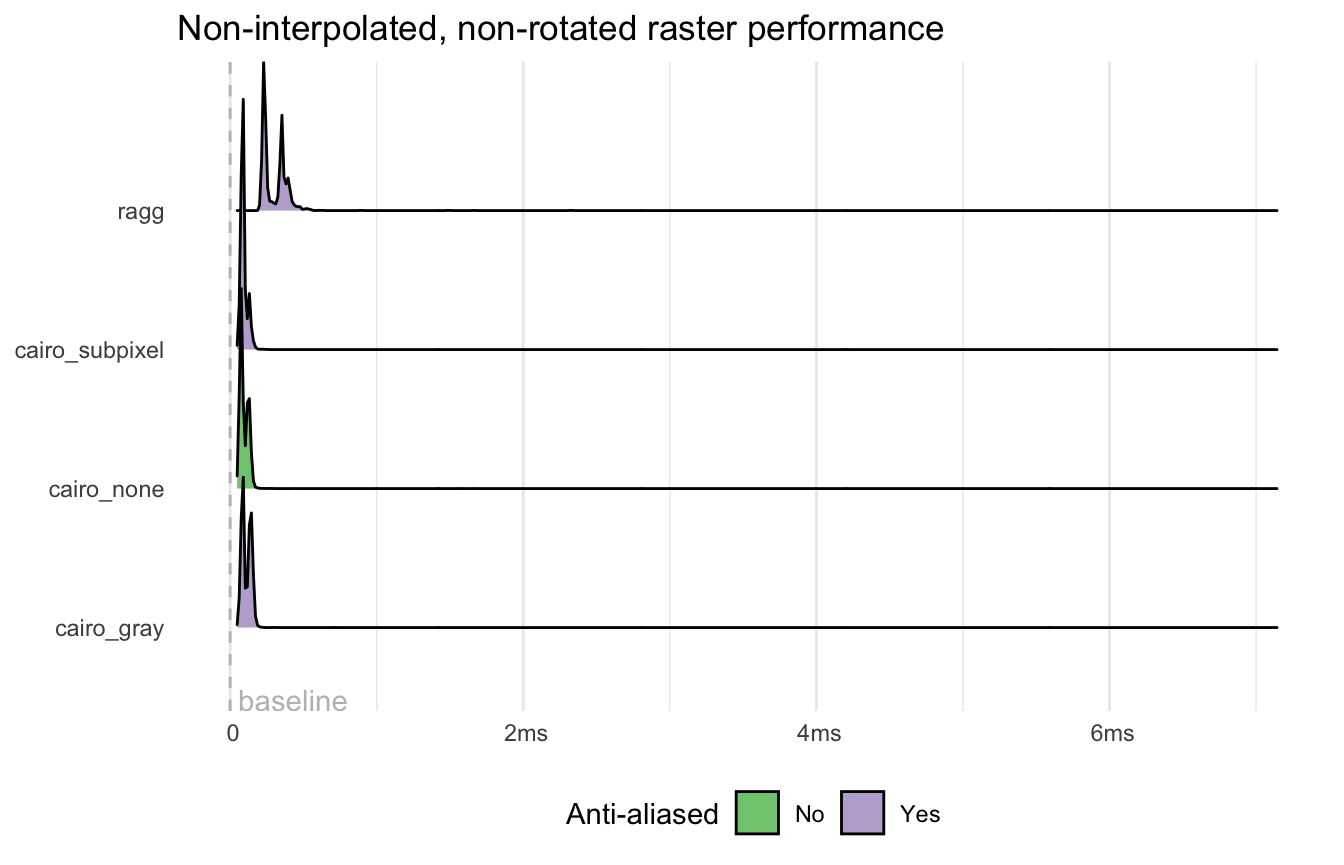 Non-interpolated, non-rotated raster performance
ragg
cairo_subpixel
cairo_none
cairo_gray
baseline
0 2ms 4ms 6ms
Anti-aliased No Yes